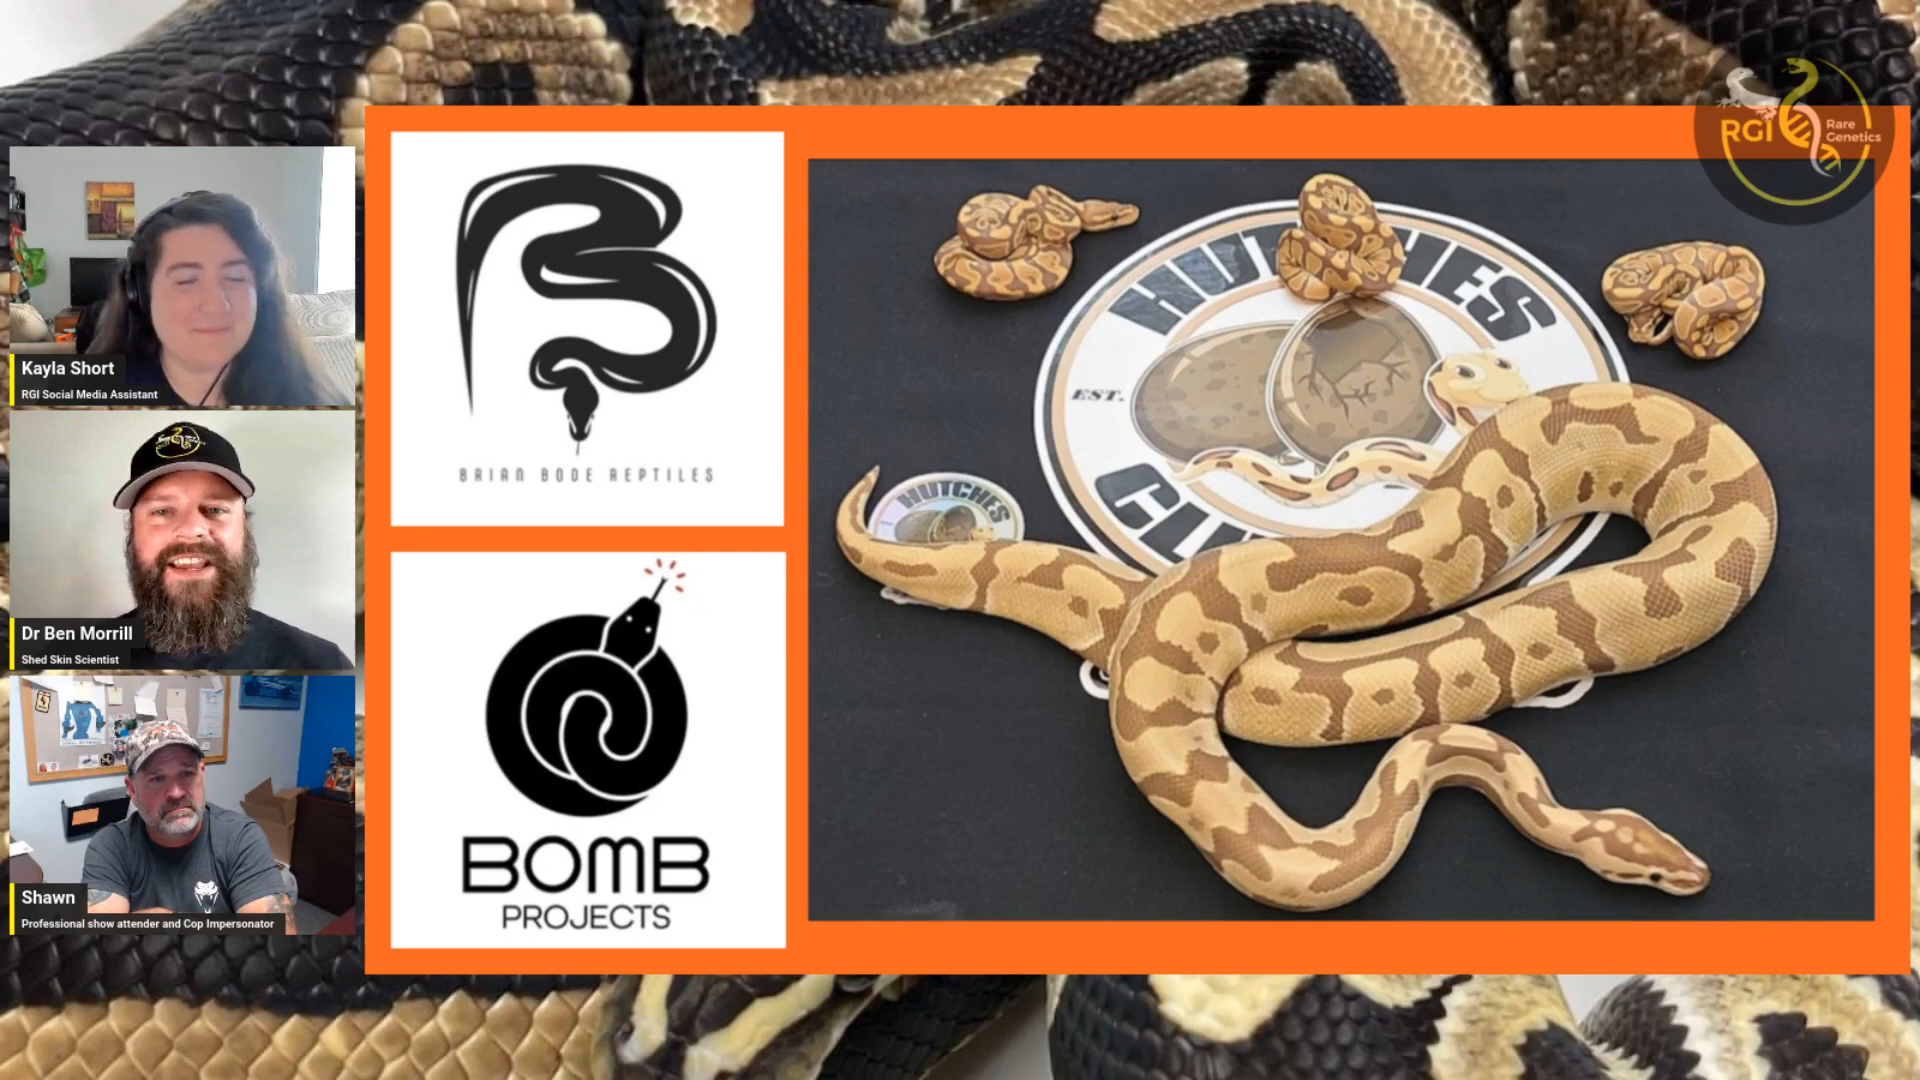 Kayla Short
RGI Social Media Assistant
Dr Ben Morrill
Shed Skin Scientist
Shawn
Professional show attender and Cop Impersonator
BRIAN BODE REPTILES
BOMB
PROJECTS
EST.
HUTCHES
RGI
Rare
Genetics